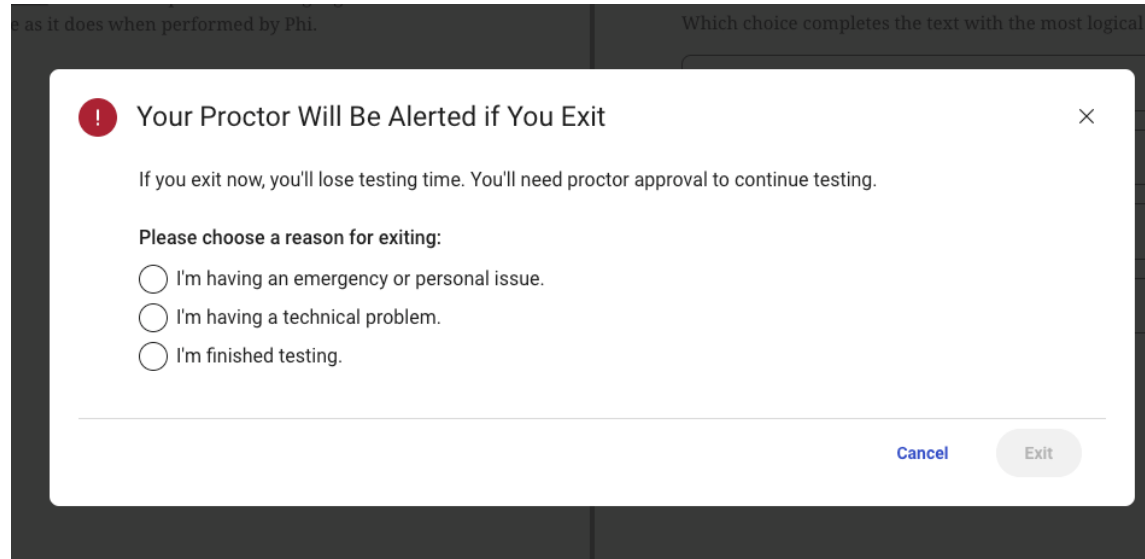 e as it does when performed by Phi.
Which choice completes the text with the most logical
! Your Proctor Will Be Alerted if You Exit
If you exit now, you'll lose testing time. You'll need proctor approval to continue testing.
Please choose a reason for exiting:
I'm having an emergency or personal issue.
I'm having a technical problem.
I'm finished testing.
Cancel
Exit